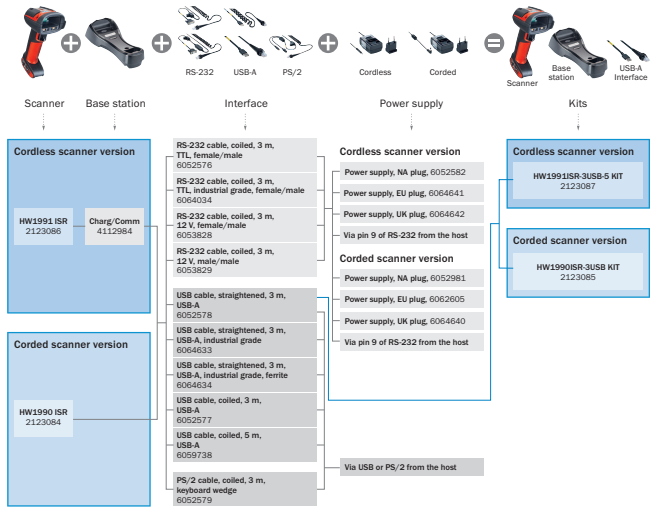 RS-232
USB-A
PS/2
Cordless
Corded
Scanner
Base
station
USB-A
Interface
Scanner
Base station
Interface
Power supply
Kits
Cordless scanner version
HW1991 ISR
2123086
Charg/Comm
4112984
Corded scanner version
HW1990 ISR
2123084
RS-232 cable, coiled, 3 m,
TTL, female/male
6052576
RS-232 cable, coiled, 3 m,
TTL, industrial grade, female/male
6064034
RS-232 cable, coiled, 3 m,
12 V, female/male
6053828
RS-232 cable, coiled, 3 m,
12 V, male/male
6053829
USB cable, straightened, 3 m,
USB-A
6052578
USB cable, straightened, 3 m,
USB-A, industrial grade
6064633
USB cable, straightened, 3 m,
USB-A, industrial grade, ferrite
6064634
USB cable, coiled, 3 m,
USB-A
6052577
USB cable, coiled, 5 m,
USB-A
6059738
PS/2 cable, coiled, 3 m,
keyboard wedge
6052579
Cordless scanner version
Power supply, NA plug, 6052582
Power supply, EU plug, 6064641
Power supply, UK plug, 6064642
Via pin 9 of RS-232 from the host
Corded scanner version
Power supply, NA plug, 6052981
Power supply, EU plug, 6062605
Power supply, UK plug, 6064640
Via pin 9 of RS-232 from the host
Via USB or PS/2 from the host
Cordless scanner version
HW1991ISR-3USB-5 KIT
2123087
Corded scanner version
HW1990ISR-3USB KIT
2123085